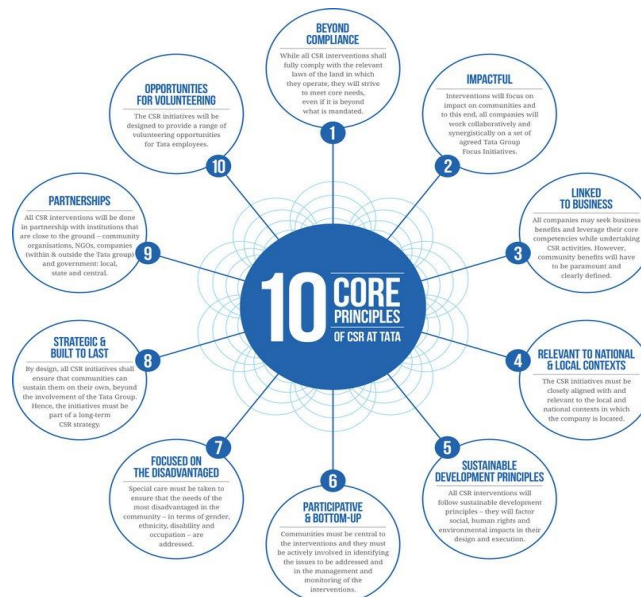 10 CORE
PRINCIPLES
OF CSR AT TATA
BEYOND
COMPLIANCE
While all CSR interventions shall
fully comply with the relevant
laws of the land in which
they operate, they will strive
to meet core needs,
even if it is beyond
what is mandated.
1
IMPACTFUL
Interventions will focus on
impact on communities and
to this end, all companies will
work collaboratively and
synergistically on a set of
agreed Tata Group
Focus Initiatives.
2
LINKED
TO BUSINESS
All companies may seek business
benefits and leverage their core
competencies while undertaking
CSR activities. However,
community benefits will have
to be paramount and
clearly defined.
3
RELEVANT TO NATIONAL
& LOCAL CONTEXTS
The CSR initiatives must be
closely aligned with and
relevant to the local and
national contexts in which
the company is located.
4
SUSTAINABLE
DEVELOPMENT PRINCIPLES
All CSR interventions will
follow sustainable development
principles – they will factor
social, human rights and
environmental impacts in their
design and execution.
5
PARTICIPATIVE
& BOTTOM-UP
Communities must be central to
the interventions and they must
be actively involved in identifying
the issues to be addressed and
in the management and
monitoring of the
interventions.
6
FOCUSED ON
THE DISADVANTAGED
Special care must be taken to
ensure that the needs of the
most disadvantaged in the
community – in terms of gender,
ethnicity, disability and
occupation – are
addressed.
7
STRATEGIC &
BUILT TO LAST
By design, all CSR initiatives shall
ensure that communities can
sustain them on their own, beyond
the involvement of the Tata Group.
Hence, the initiatives must be
part of a long-term
CSR strategy.
8
PARTNERSHIPS
All CSR interventions will be done
in partnership with institutions that
are close to the ground – community
organisations, NGOs, companies
(within & outside the Tata group)
and government: local,
state and central.
9
OPPORTUNITIES
FOR VOLUNTEERING
The CSR initiatives will be
designed to provide a range of
volunteering opportunities
for Tata employees.
10